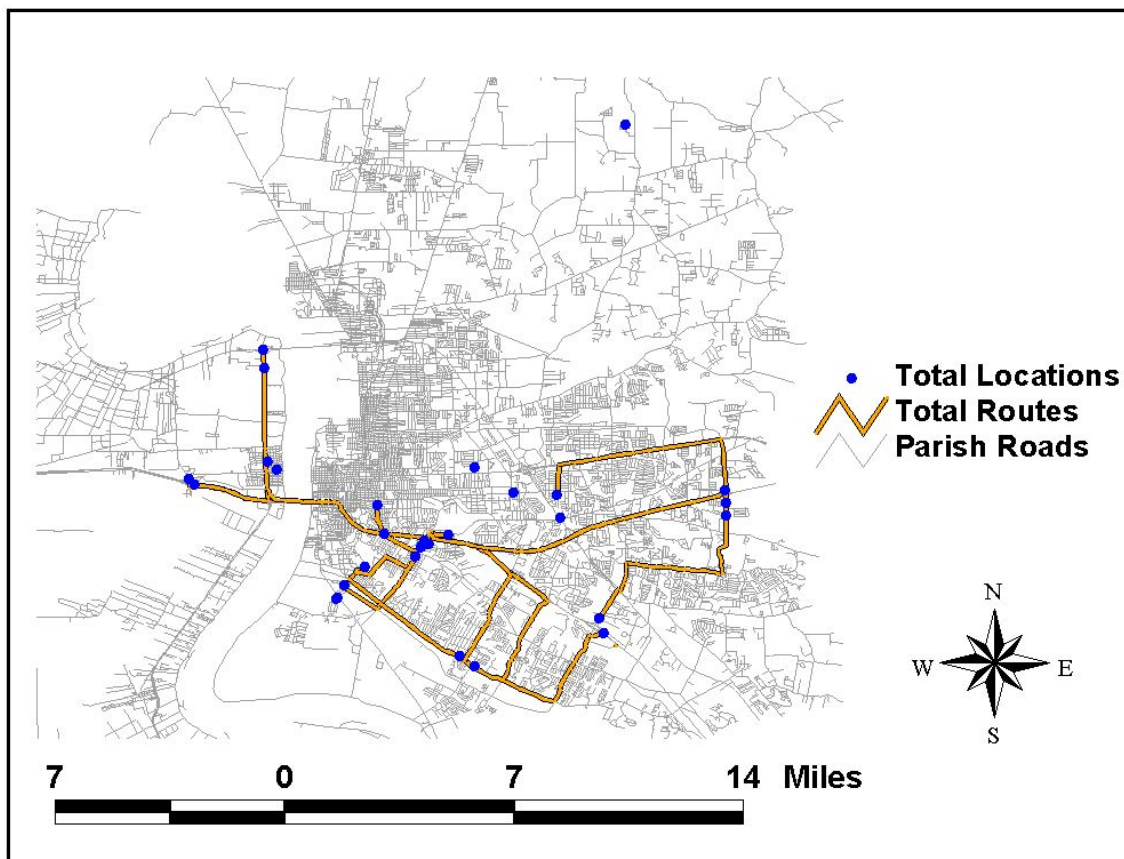 Total Locations
Total Routes
Parish Roads
N
W E
S
7 0 7 14 Miles